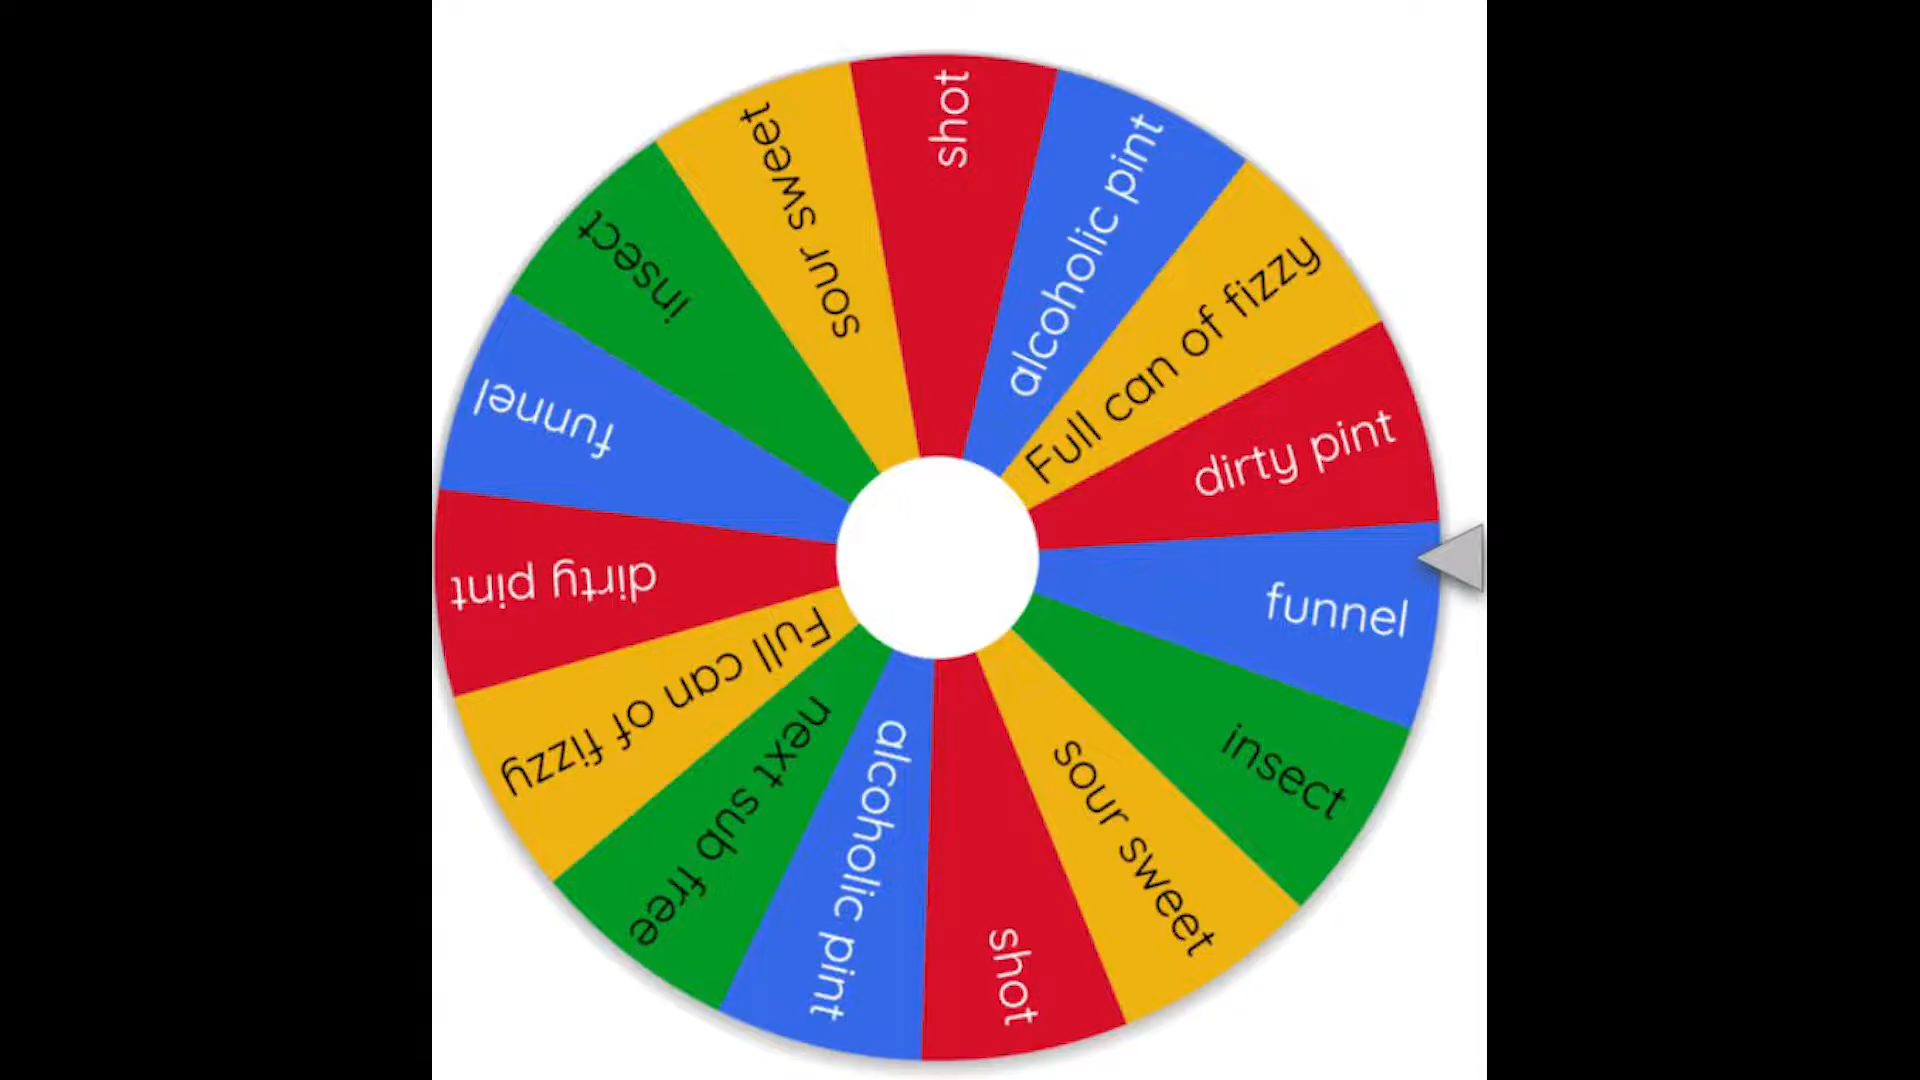 shot
alcoholic pint
Full can of fizzy
dirty pint
funnel
insect
sour sweet
shot
alcoholic pint
next sub free
Full can of fizzy
dirty pint
funnel
insect
sour sweet